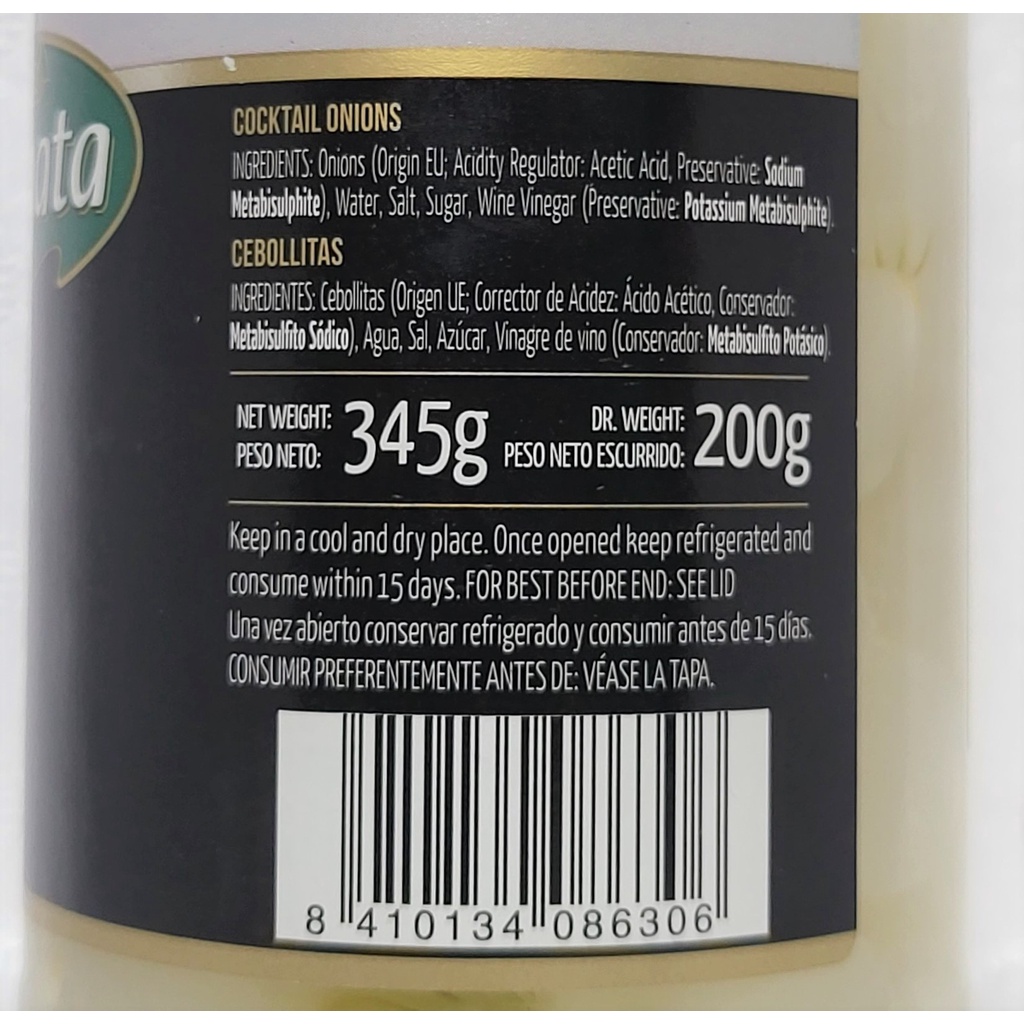 ata
COCKTAIL ONIONS
INGREDIENTS: Onions (Origin EU; Acidity Regulator: Acetic Acid, Preservative: Sodium
Metabisulphite), Water, Salt, Sugar, Wine Vinegar (Preservative: Potassium Metabisulphite).
CEBOLLITAS
INGREDIENTES: Cebollitas (Origen UE; Corrector de Acidez: Ácido Acético, Conservador:
Metabisulfito Sódico), Agua, Sal, Azúcar, Vinagre de vino (Conservador: Metabisulfito Potásico).
NET WEIGHT: 345g DR. WEIGHT: 200g
PESO NETO: PESO NETO ESCURRIDO:
Keep in a cool and dry place. Once opened keep refrigerated and
consume within 15 days. FOR BEST BEFORE END: SEE LID
Una vez abierto conservar refrigerado y consumir antes de 15 días.
CONSUMIR PREFERENTEMENTE ANTES DE: VÉASE LA TAPA.
8 410134 086306